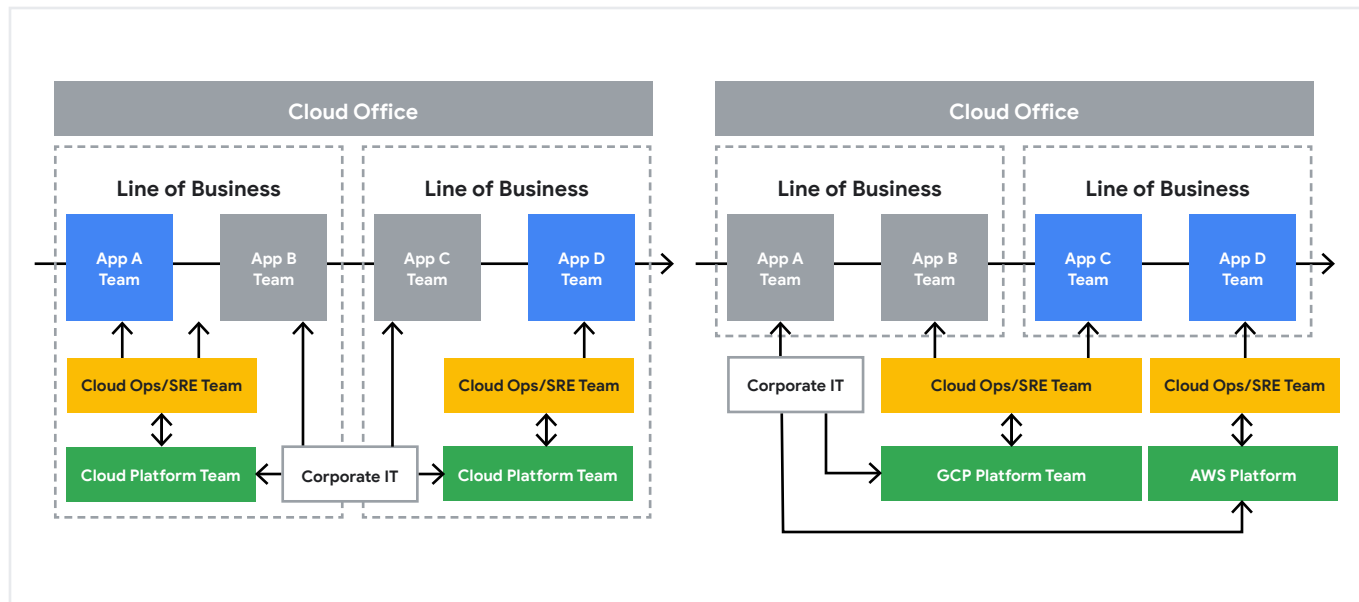 Cloud Office
Line of Business
Line of Business
App A
Team
App B
Team
App C
Team
App D
Team
Cloud Ops/SRE Team
Cloud Ops/SRE Team
Cloud Platform Team
Corporate IT
Cloud Platform Team
Cloud Office
Line of Business
Line of Business
App A
Team
App B
Team
App C
Team
App D
Team
Corporate IT
Cloud Ops/SRE Team
Cloud Ops/SRE Team
GCP Platform Team
AWS Platform